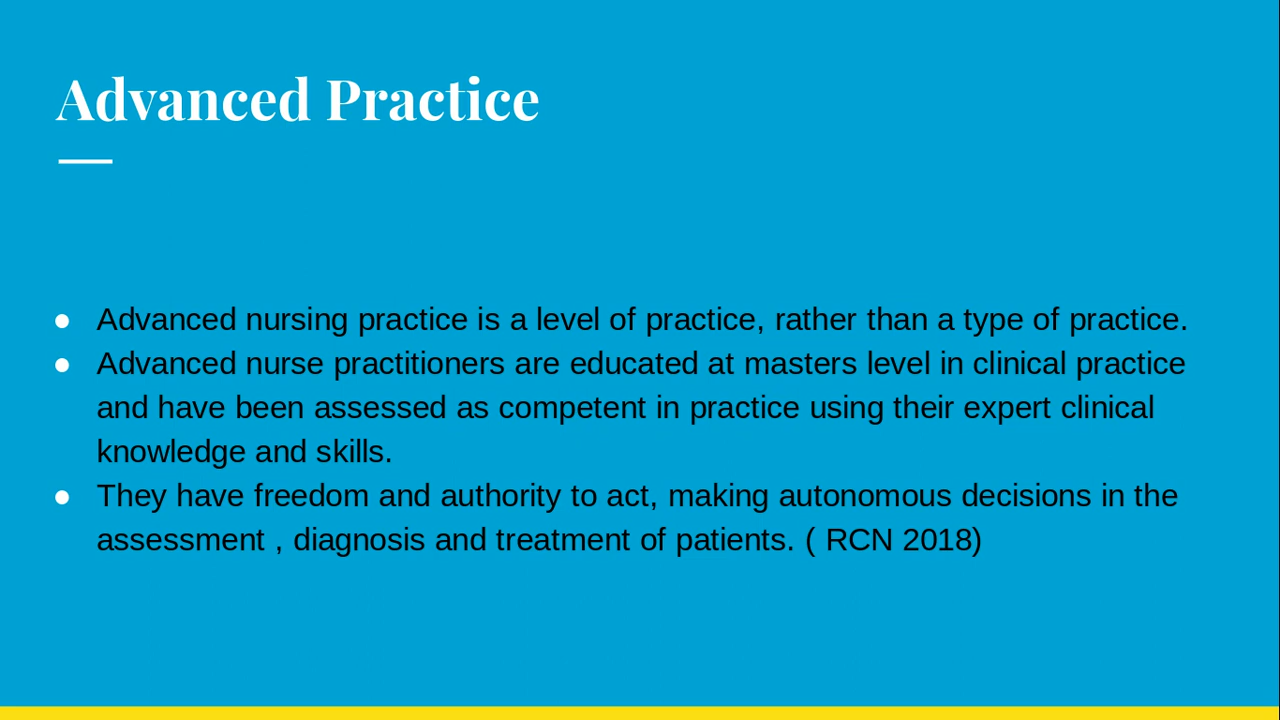 Advanced Practice
● Advanced nursing practice is a level of practice, rather than a type of practice.
● Advanced nurse practitioners are educated at masters level in clinical practice
and have been assessed as competent in practice using their expert clinical
knowledge and skills.
● They have freedom and authority to act, making autonomous decisions in the
assessment , diagnosis and treatment of patients. ( RCN 2018)